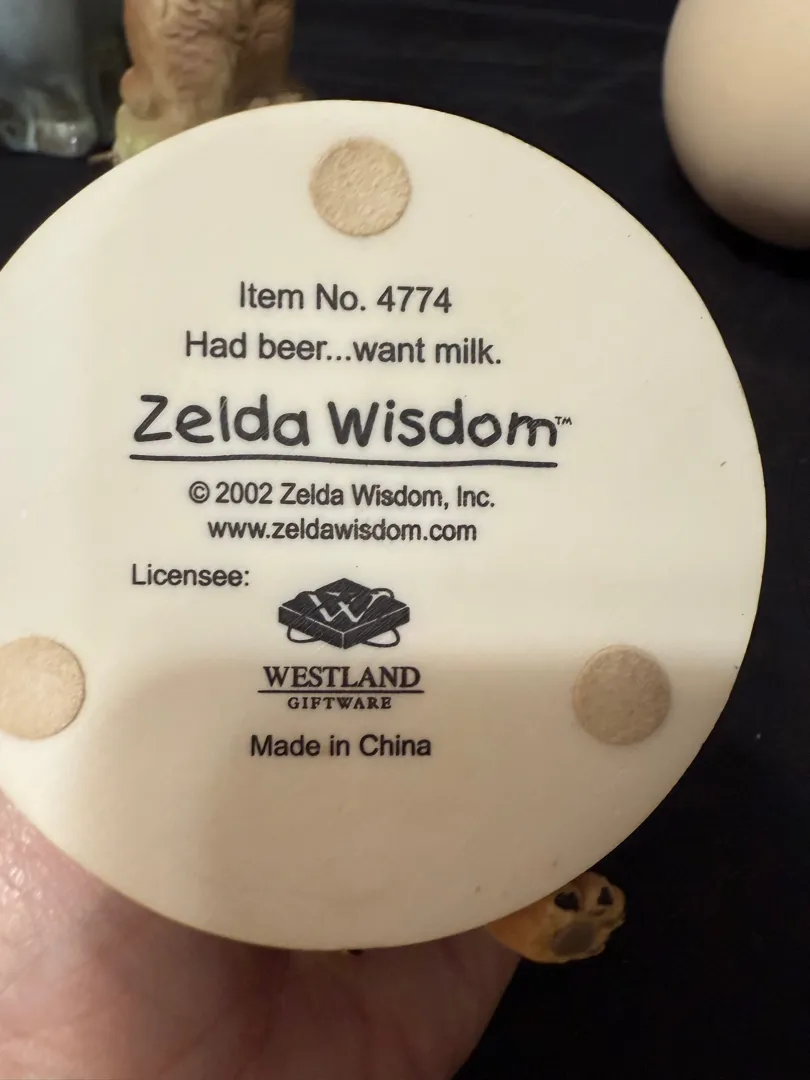 Item No. 4774
Had beer...want milk.
Zelda Wisdom™
© 2002 Zelda Wisdom, Inc.
www.zeldawisdom.com
Licensee:
W
WESTLAND
GIFTWARE
Made in China